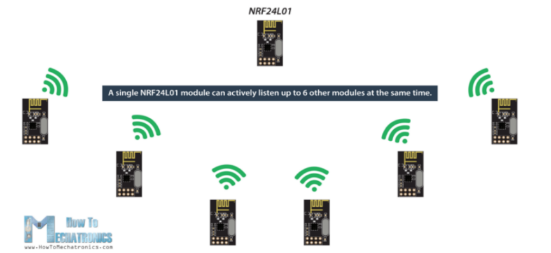 NRF24L01
A single NRF24L01 module can actively listen up to 6 other modules at the same time.
How To
MECHATRONICS
www.HowToMechatronics.com